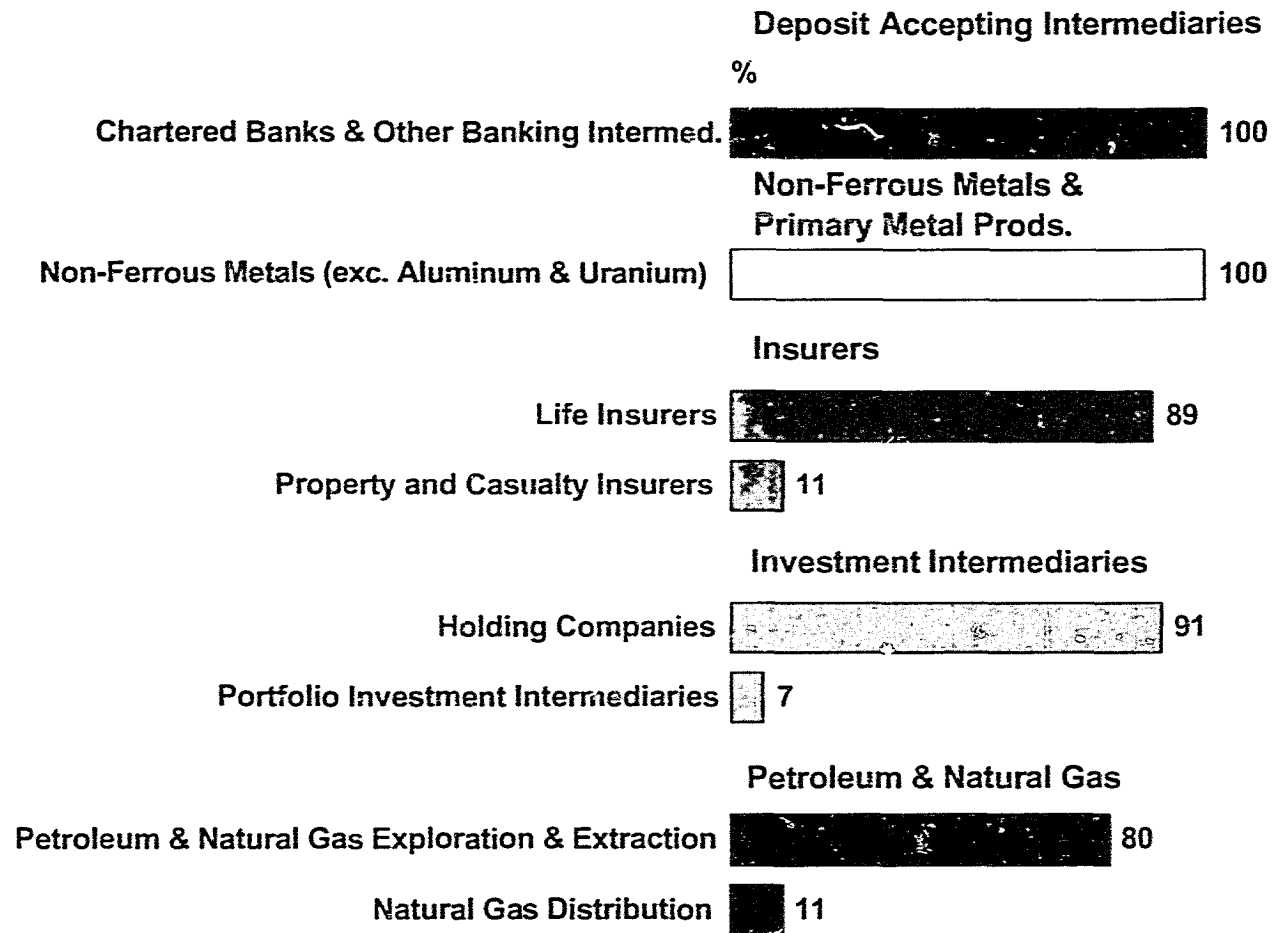 Deposit Accepting Intermediaries
%
Chartered Banks & Other Banking Intermed. 100
Non-Ferrous Metals &
Primary Metal Prods.
Non-Ferrous Metals (exc. Aluminum & Uranium) 100
Insurers
Life Insurers 89
Property and Casualty Insurers 11
Investment Intermediaries
Holding Companies 91
Portfolio Investment Intermediaries 7
Petroleum & Natural Gas
Petroleum & Natural Gas Exploration & Extraction 80
Natural Gas Distribution 11